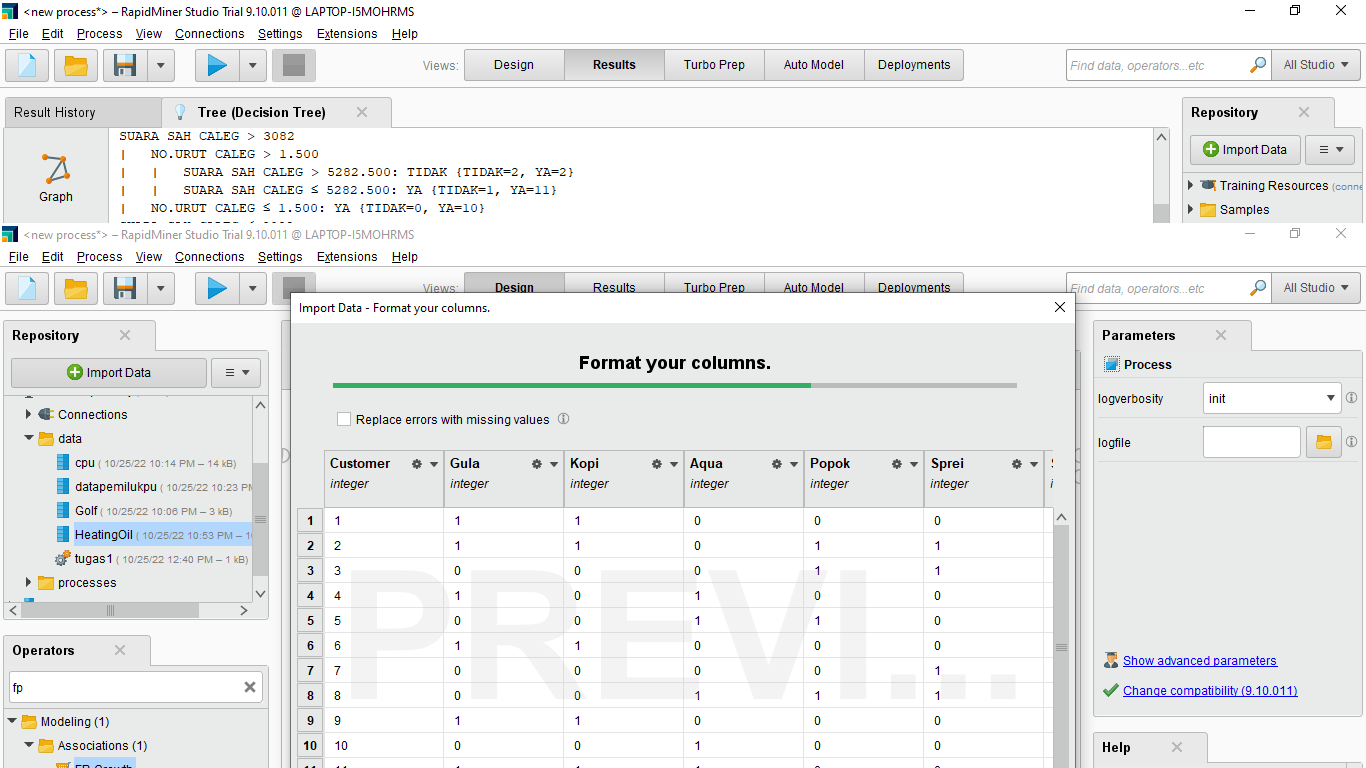 <new process*> – RapidMiner Studio Trial 9.10.011 @ LAPTOP-I5MOHRMS
File Edit Process View Connections Settings Extensions Help
Views: Design Results Turbo Prep Auto Model Deployments Find data, operators...etc All Studio
Result History Tree (Decision Tree) Repository
SUARA SAH CALEG > 3082
| NO.URUT CALEG > 1.500 Import Data
| | SUARA SAH CALEG > 5282.500: TIDAK {TIDAK=2, YA=2}
| | SUARA SAH CALEG ≤ 5282.500: YA {TIDAK=1, YA=11} Training Resources (conne
Graph
| NO.URUT CALEG ≤ 1.500: YA {TIDAK=0, YA=10} Samples
<new process*> – RapidMiner Studio Trial 9.10.011 @ LAPTOP-I5MOHRMS
File Edit Process View Connections Settings Extensions Help
Views: Design Results Turbo Prep Auto Model Deployments Find data, operators...etc All Studio
Import Data - Format your columns.
Repository
Import Data
Connections
data
cpu ( 10/25/22 10:14 PM – 14 kB)
datapemilukpu ( 10/25/22 10:23 PM
Golf ( 10/25/22 10:06 PM – 3 kB)
HeatingOil ( 10/25/22 10:53 PM – 1
tugas1 ( 10/25/22 12:40 PM – 1 kB)
processes
Operators
fp
Modeling (1)
Associations (1)
FP-Growth
Format your columns.
Replace errors with missing values
Customer Gula Kopi Aqua Popok Sprei
integer integer integer integer integer integer
1 1 1 1 0 0 0
2 2 1 1 0 1 1
3 3 0 0 0 1 1
4 4 1 0 1 0 0
5 5 0 0 1 1 0
6 6 1 1 0 0 0
7 7 0 0 0 0 1
8 8 0 0 1 1 1
9 9 1 1 0 0 0
10 10 0 0 1 0 0
PREVI...
Parameters
Process
logverbosity init
logfile
Show advanced parameters
Change compatibility (9.10.011)
Help